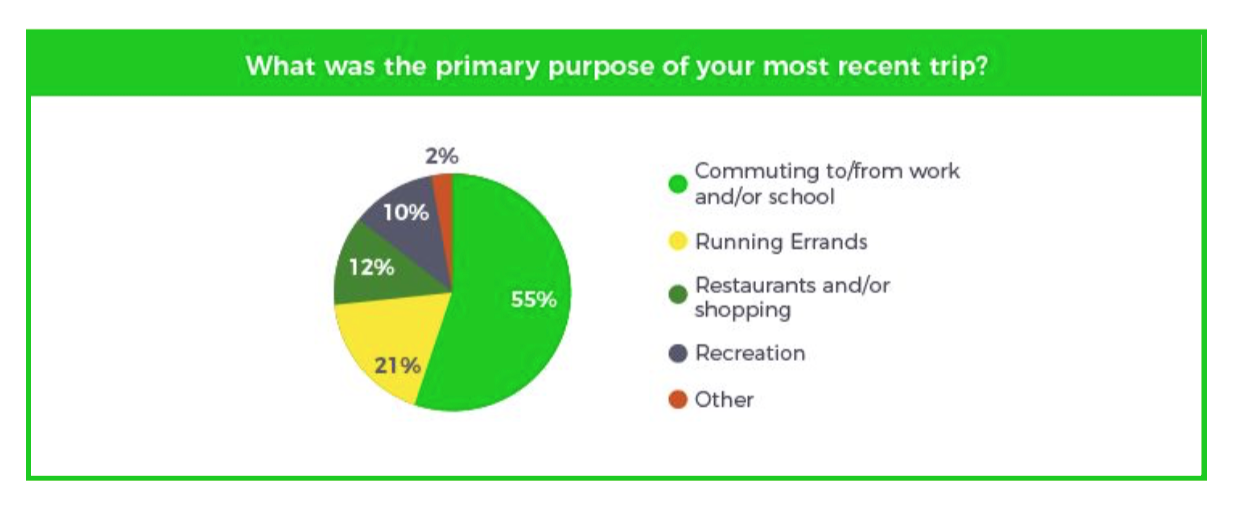 What was the primary purpose of your most recent trip?
2%
10%
12%
55%
21%
Commuting to/from work
and/or school
Running Errands
Restaurants and/or
shopping
Recreation
Other